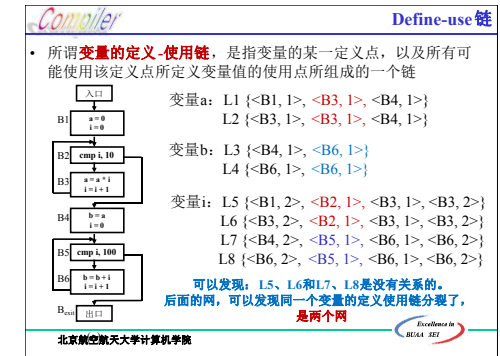 Compiler
Define-use 链
• 所谓变量的定义-使用链，是指变量的某一定义点，以及所有可
能使用该定义点所定义变量值的使用点所组成的一个链
入口
B1
a = 0
i = 0
B2
cmp i, 10
B3
a = a * i
i = i + 1
B4
b = a
i = 0
B5
cmp i, 100
B6
b = b + i
i = i + 1
Bexit
出口
变量a：L1 {<B1, 1>, <B3, 1>, <B4, 1>}
L2 {<B3, 1>, <B3, 1>, <B4, 1>}
变量b：L3 {<B4, 1>, <B6, 1>}
L4 {<B6, 1>, <B6, 1>}
变量i：L5 {<B1, 2>, <B2, 1>, <B3, 1>, <B3, 2>}
L6 {<B3, 2>, <B2, 1>, <B3, 1>, <B3, 2>}
L7 {<B4, 2>, <B5, 1>, <B6, 1>, <B6, 2>}
L8 {<B6, 2>, <B5, 1>, <B6, 1>, <B6, 2>}
可以发现：L5、L6和L7、L8是没有关系的。
后面的网，可以发现同一个变量的定义使用链分裂了，
是两个网
北京航空航天大学计算机学院
Excellence in
BUAA SEI